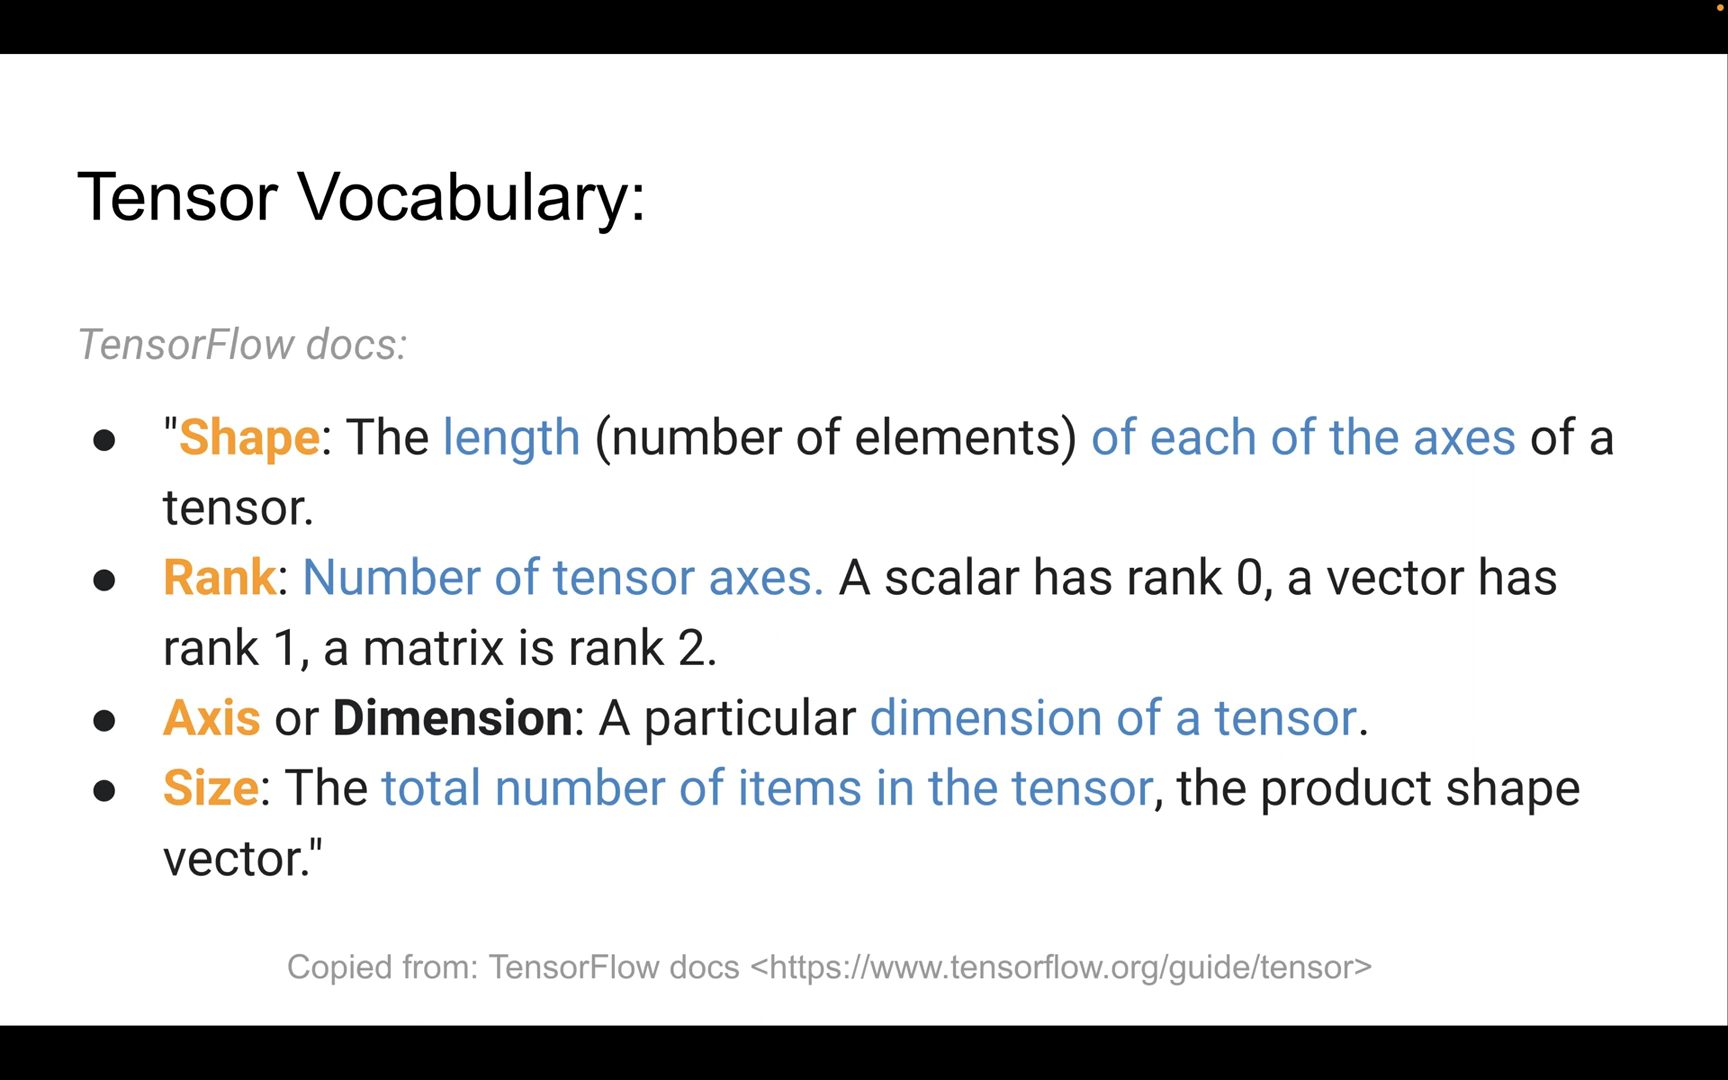 Tensor Vocabulary:
TensorFlow docs:
● "Shape: The length (number of elements) of each of the axes of a
tensor.
● Rank: Number of tensor axes. A scalar has rank 0, a vector has
rank 1, a matrix is rank 2.
● Axis or Dimension: A particular dimension of a tensor.
● Size: The total number of items in the tensor, the product shape
vector."
Copied from: TensorFlow docs <https://www.tensorflow.org/guide/tensor>